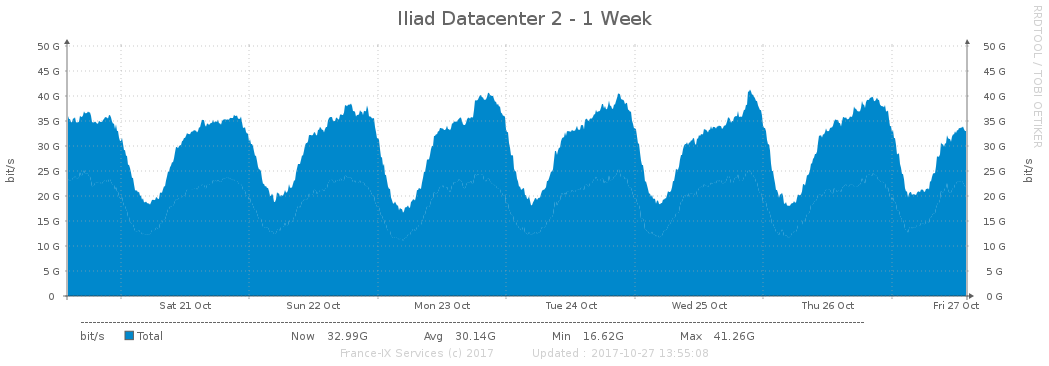 Iliad Datacenter 2 - 1 Week
RRDTOOL / TOBI OETIKER
50 G 50 G
45 G 45 G
40 G 40 G
35 G 35 G
30 G 30 G
25 G 25 G
20 G 20 G
15 G 15 G
10 G 10 G
5 G 5 G
0 0 G
bit/s
bit/s
Sat 21 Oct Sun 22 Oct Mon 23 Oct Tue 24 Oct Wed 25 Oct Thu 26 Oct Fri 27 Oct
bit/s Total Now 32.99G Avg 30.14G Min 16.62G Max 41.26G
France-IX Services (c) 2017 Updated : 2017-10-27 13:55:08